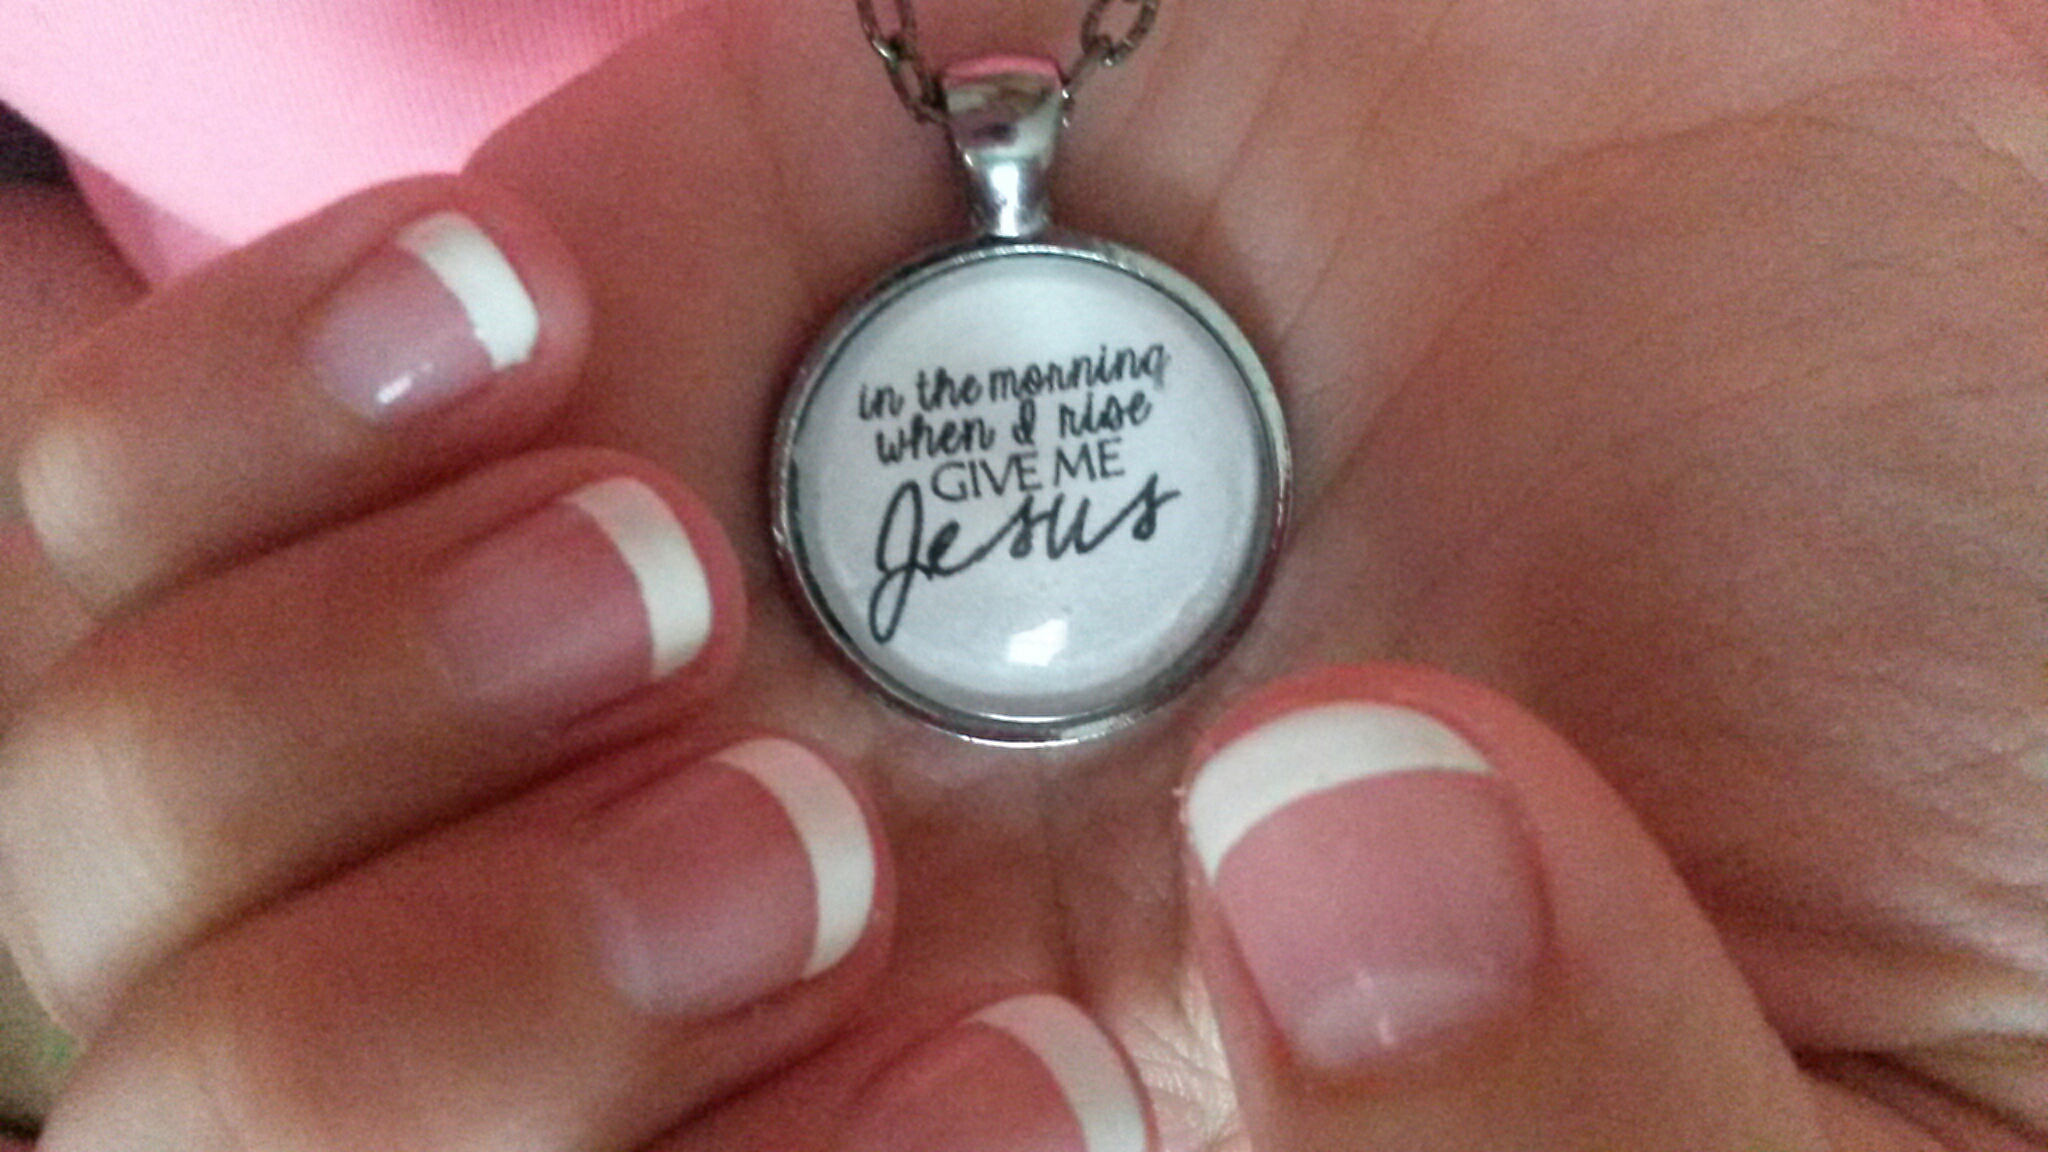 in the morning
when I rise
GIVE ME
Jesus